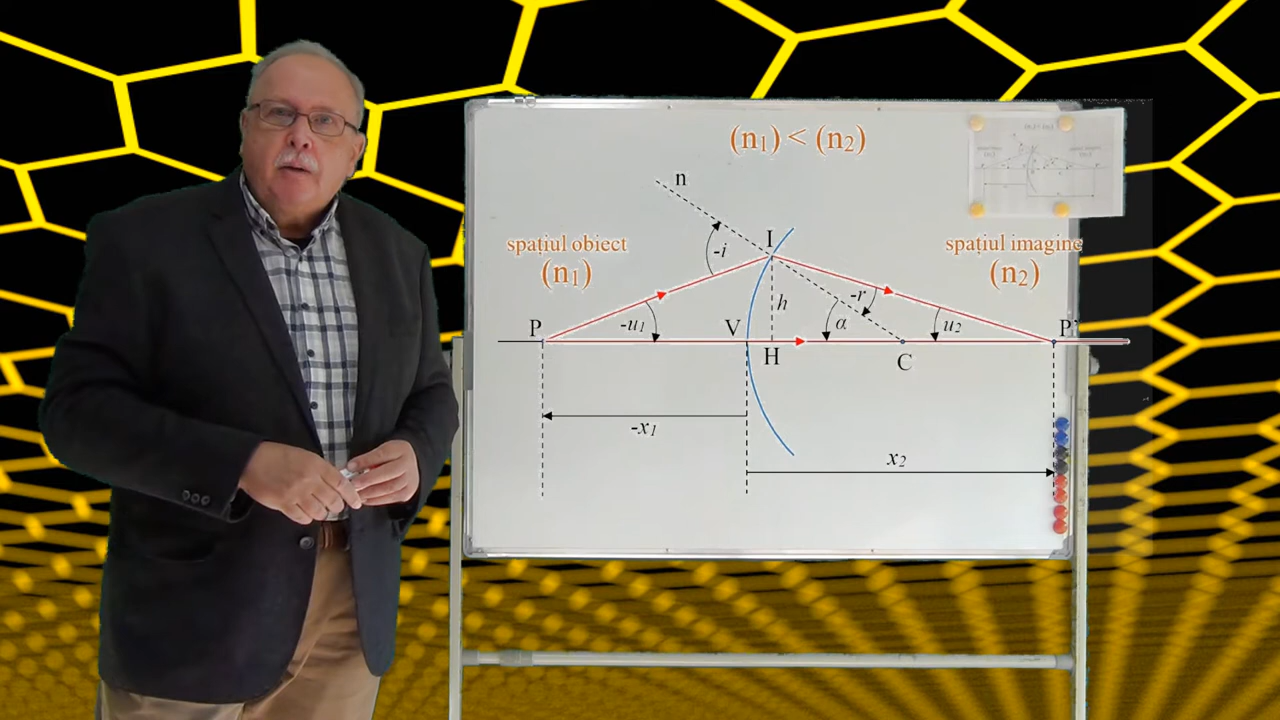 (n₁) < (n₂)
n
I
spațiul obiect
(n₁)
spațiul imagine
(n₂)
-i
-r
h
P
-u₁
V
α
u₂
P'
H
C
-x₁
x₂